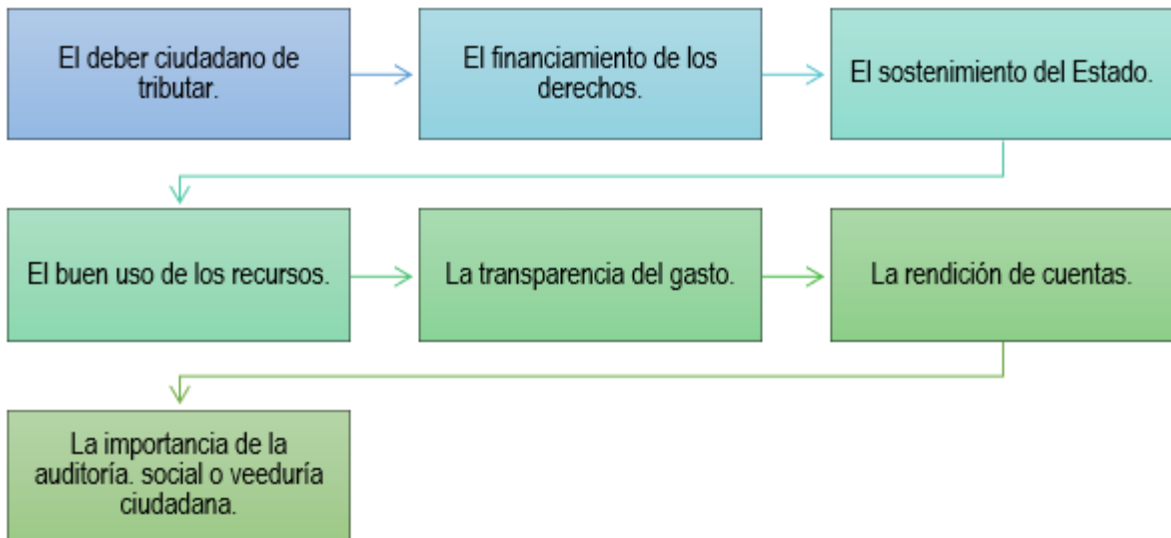 El deber ciudadano de
tributar.
El financiamiento de los
derechos.
El sostenimiento del Estado.
El buen uso de los recursos.
La transparencia del gasto.
La rendición de cuentas.
La importancia de la
auditoría. social o veeduría
ciudadana.